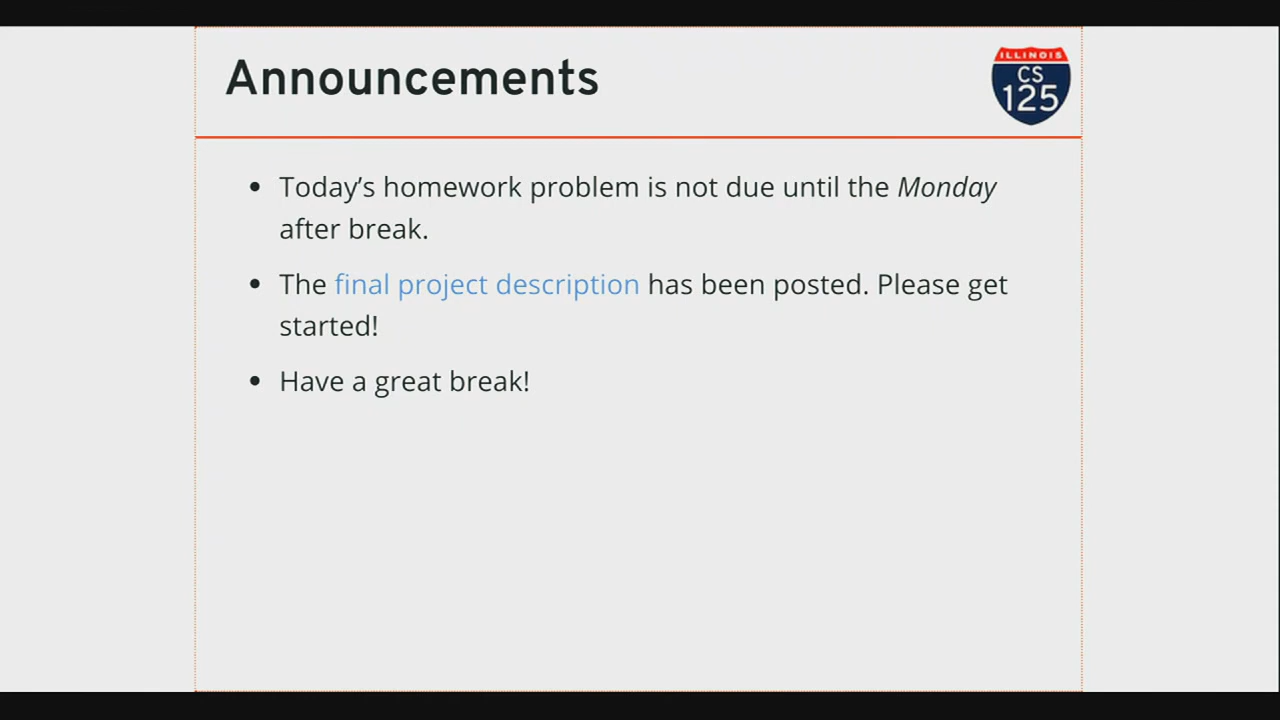 Announcements
ILLINOIS
CS
125
• Today's homework problem is not due until the Monday
after break.
• The final project description has been posted. Please get
started!
• Have a great break!